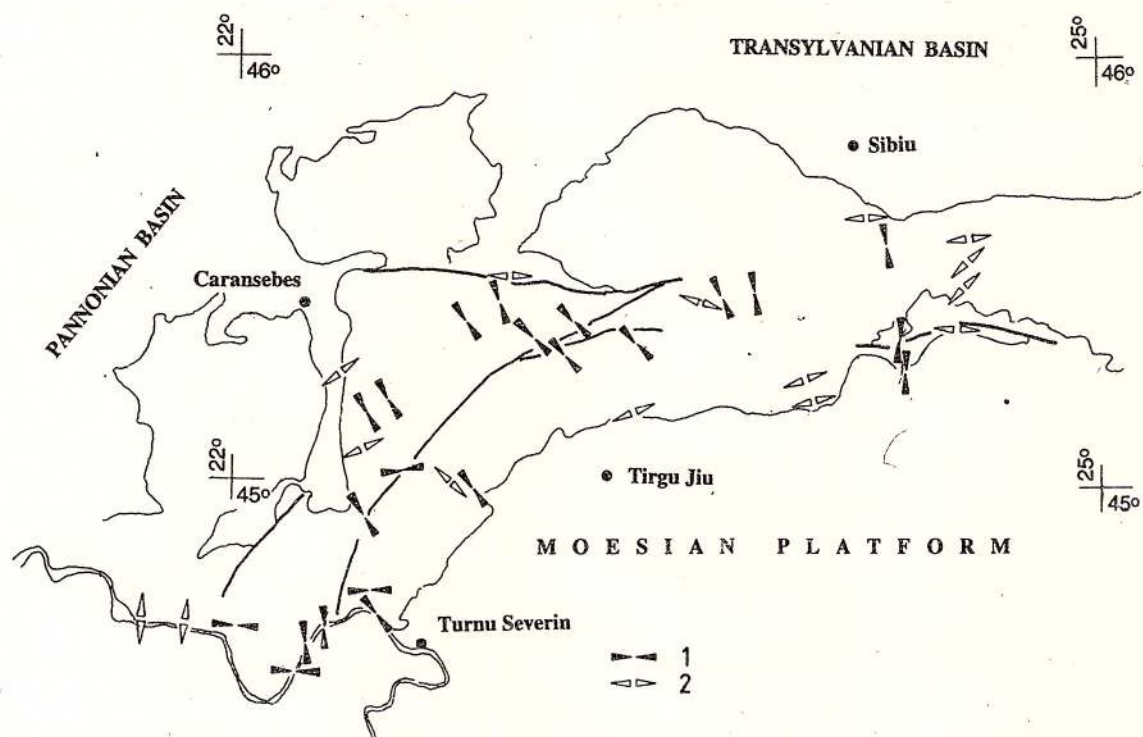 22°
46°
TRANSYLVANIAN BASIN
25°
46°
Sibiu
PANNONIAN BASIN
Caransebes
22°
45°
Tirgu Jiu
25°
45°
MOESIAN PLATFORM
Turnu Severin
1
2